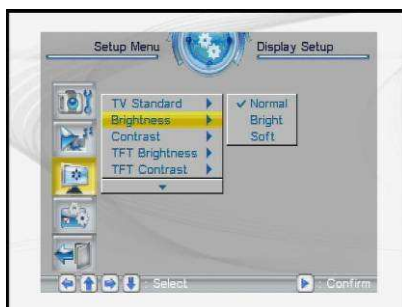 Setup Menu Display Setup
TV Standard
Brightness
Contrast
TFT Brightness
TFT Contrast
Normal
Bright
Soft
: Select : Confirm